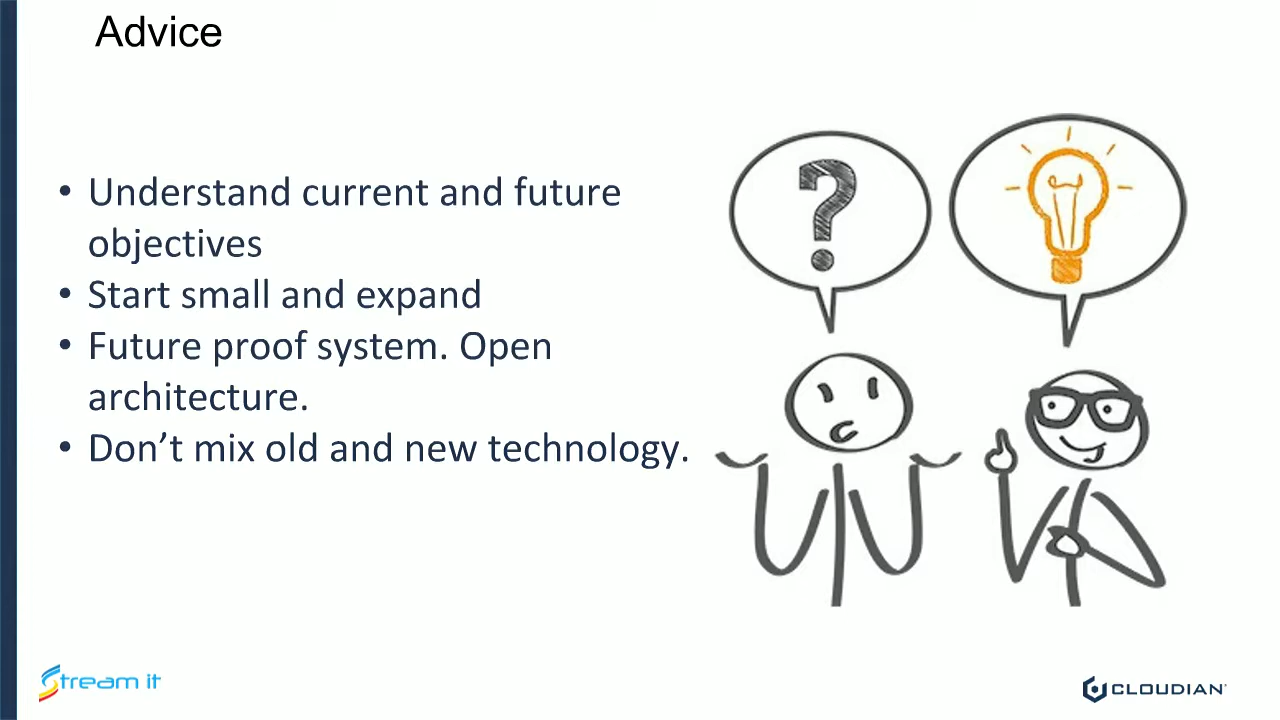 Advice
• Understand current and future
objectives
• Start small and expand
• Future proof system. Open
architecture.
• Don’t mix old and new technology.
?
Stream it
CLOUDIAN